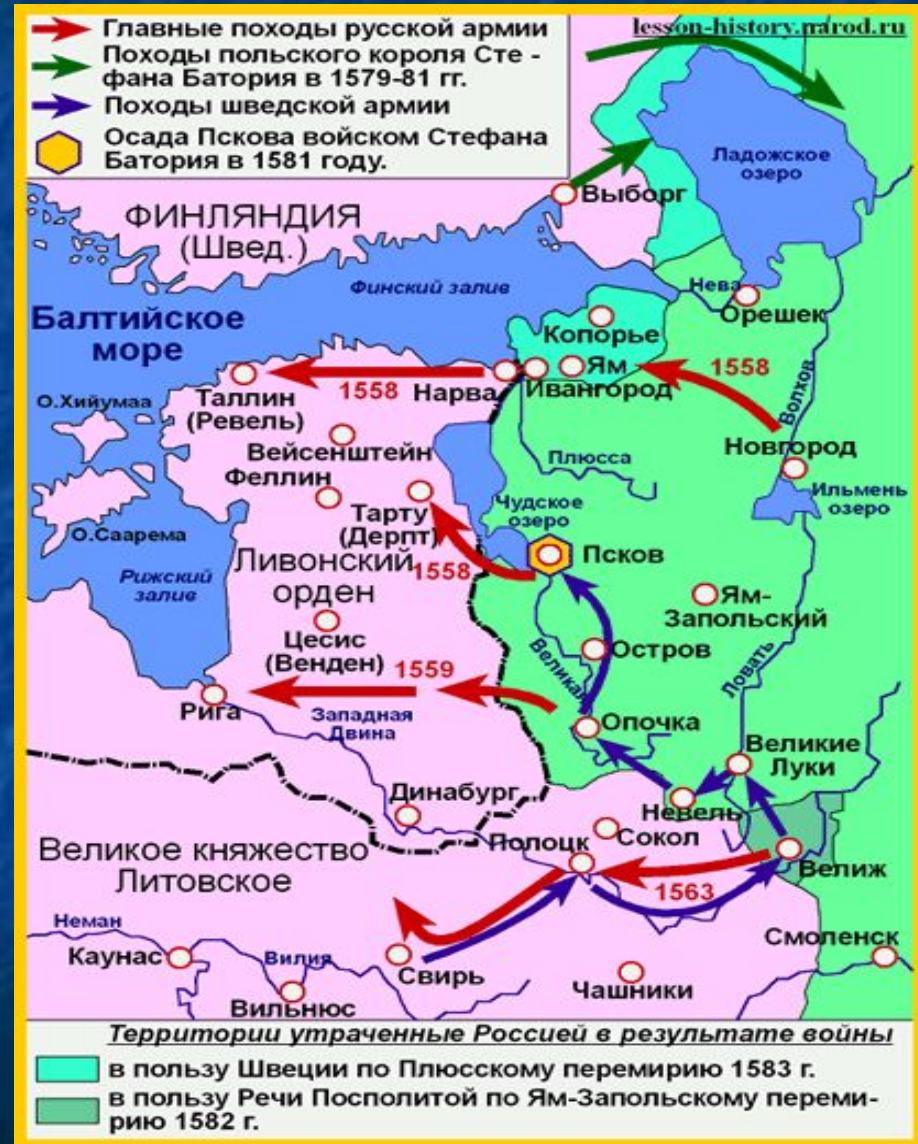 Главные походы русской армии
lesson-history.narod.ru
Походы польского короля Сте -
фана Батория в 1579-81 гг.
Походы шведской армии
Осада Пскова войском Стефана
Батория в 1581 году.
Ладожское
озеро
Выборг
ФИНЛЯНДИЯ
(Швед.)
Финский залив
Нева
Орешек
Балтийское
море
Копорье
Ям
Нарва
Ивангород
1558
1558
Волхов
Таллин
(Ревель)
О.Хийумаа
Вейсенштейн
Феллин
Плюсса
Новгород
Ильмень
озеро
Чудское
озеро
Тарту
(Дерпт)
О.Саарема
Псков
Рижский
залив
Ливонский
орден
1558
Ям-
Запольский
Цесис
(Венден)
Остров
Великая
Ловать
1559
Рига
Западная
Двина
Опочка
Великие
Луки
Динабург
Невель
Полоцк
Сокол
Велиж
Великое княжество
Литовское
1563
Неман
Каунас
Вилия
Свирь
Смоленск
Вильнюс
Чашники
Территории утраченные Россией в результате войны
в пользу Швеции по Плюсскому перемирию 1583 г.
в пользу Речи Посполитой по Ям-Запольскому переми-
рию 1582 г.